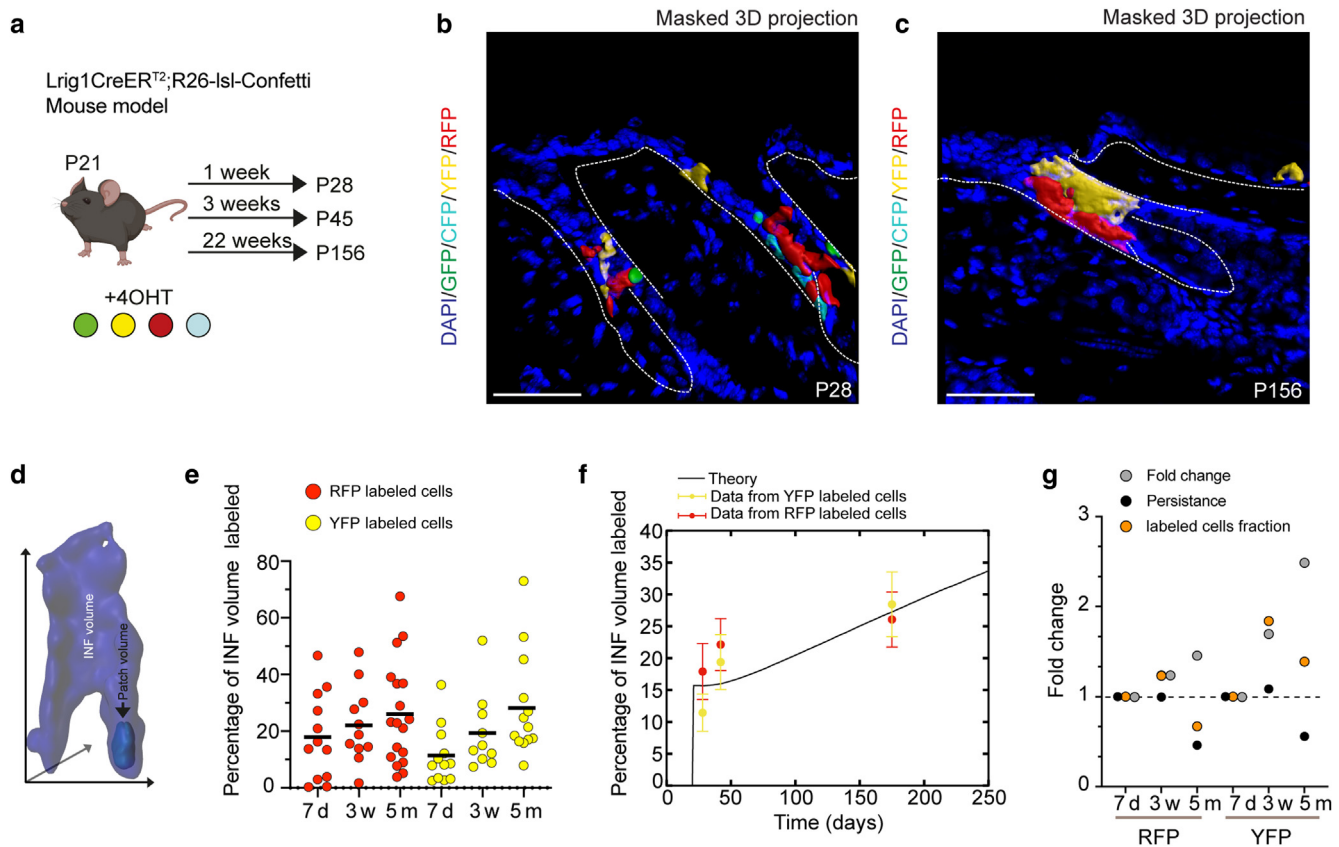 a
Lrig1CreERT2;R26-lsl-Confetti
Mouse model
P21
1 week
P28
3 weeks
P45
22 weeks
P156
+4OHT
b
Masked 3D projection
DAPI/GFP/CFP/YFP/RFP
P28
c
Masked 3D projection
DAPI/GFP/CFP/YFP/RFP
P156
d
INF volume
Patch volume
e
RFP labeled cells
YFP labeled cells
Percentage of INF volume labeled
80
60
40
20
0
7 d
3 w
5 m
7 d
3 w
5 m
f
Theory
Data from YFP labeled cells
Data from RFP labeled cells
Percentage of INF volume labeled
40
35
30
25
20
15
10
5
0
0
50
100
150
200
250
Time (days)
g
Fold change
Persistance
labeled cells fraction
Fold change
3
2
1
0
7 d
3 w
5 m
7 d
3 w
5 m
RFP
YFP